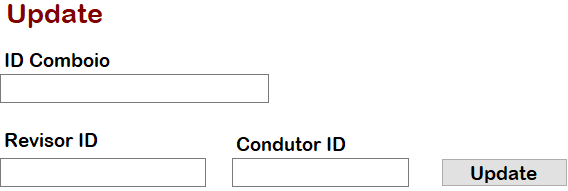 Update
ID Comboio
Revisor ID
Condutor ID
Update